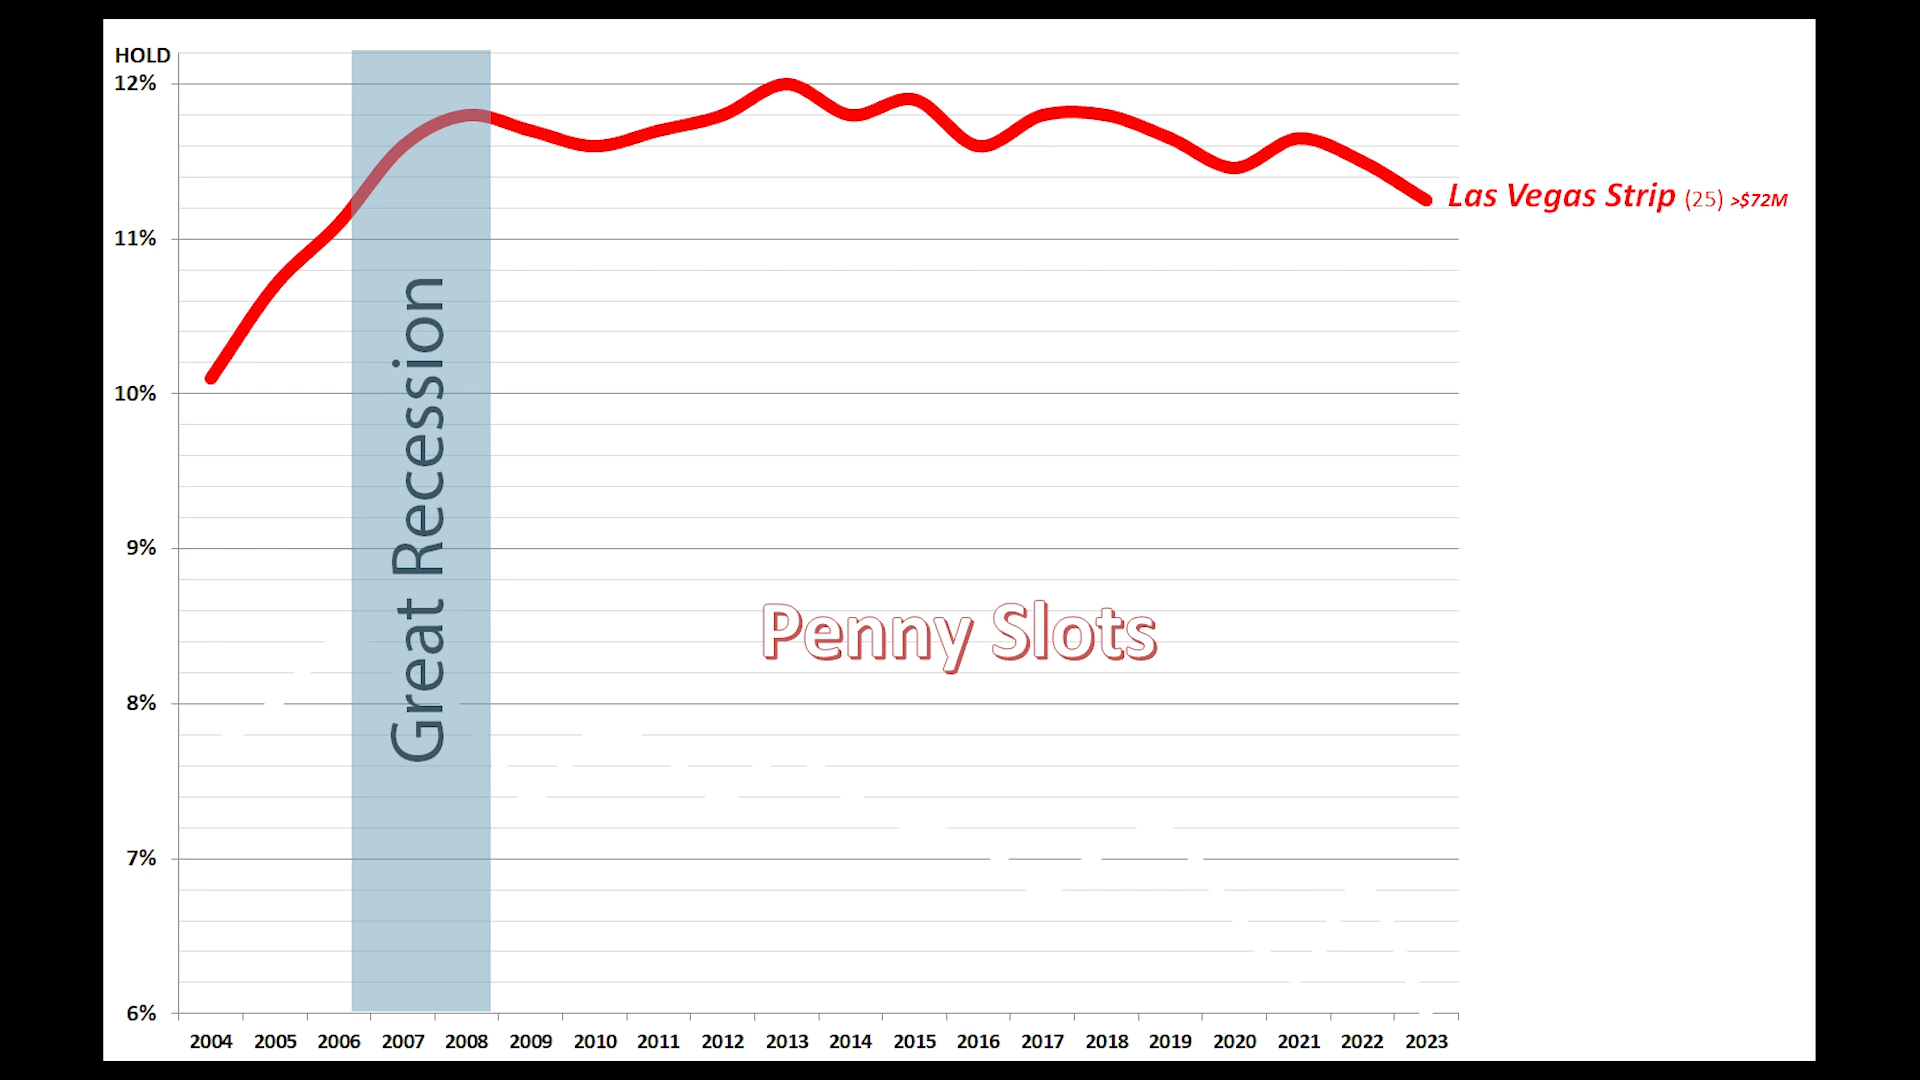 HOLD
12%
11%
10%
9%
8%
7%
6%
Great Recession
Las Vegas Strip (25) >$72M
Penny Slots
2004 2005 2006 2007 2008 2009 2010 2011 2012 2013 2014 2015 2016 2017 2018 2019 2020 2021 2022 2023